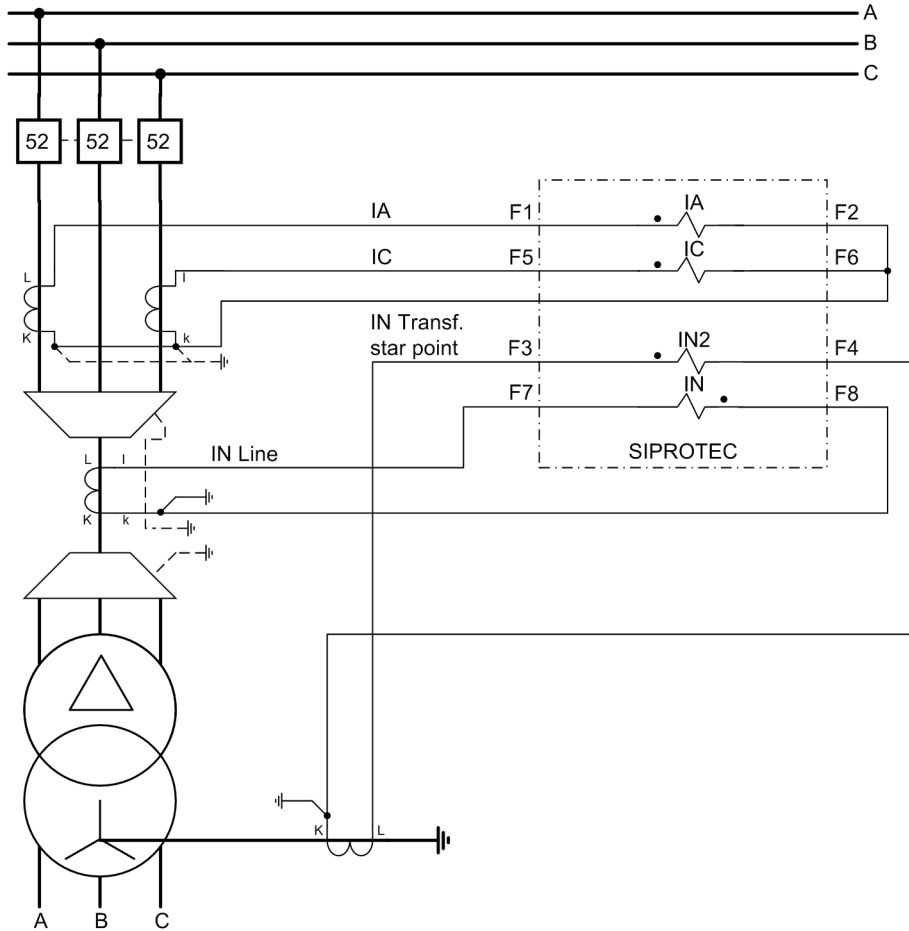 A
B
C
52 52 52
IA F1 IA F2
IC F5 IC F6
L l
K k
IN Transf.
star point
F3 IN2 F4
F7 IN F8
SIPROTEC
L l IN Line
K k
K L
A B C